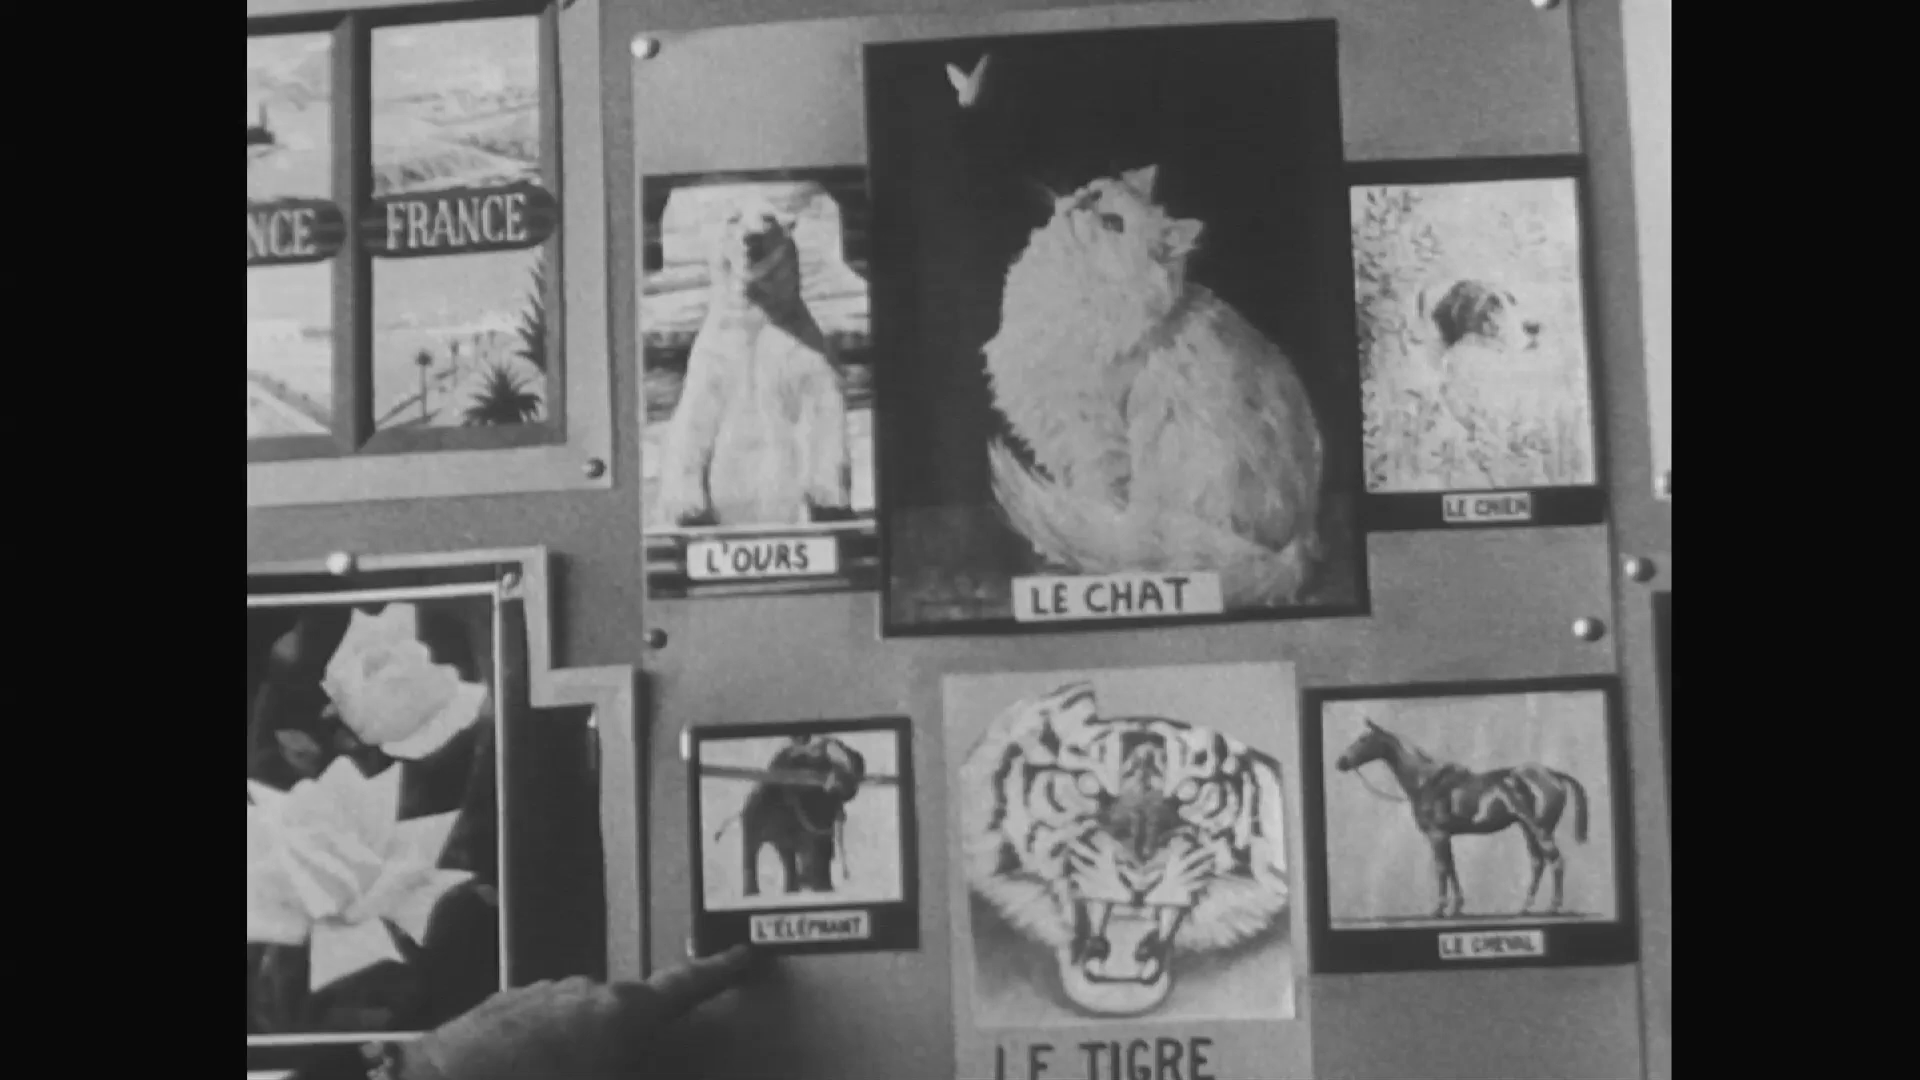 NCE
FRANCE
L'OURS
LE CHAT
LE CHIEN
L'ÉLÉPHANT
LE TIGRE
LE CHEVAL